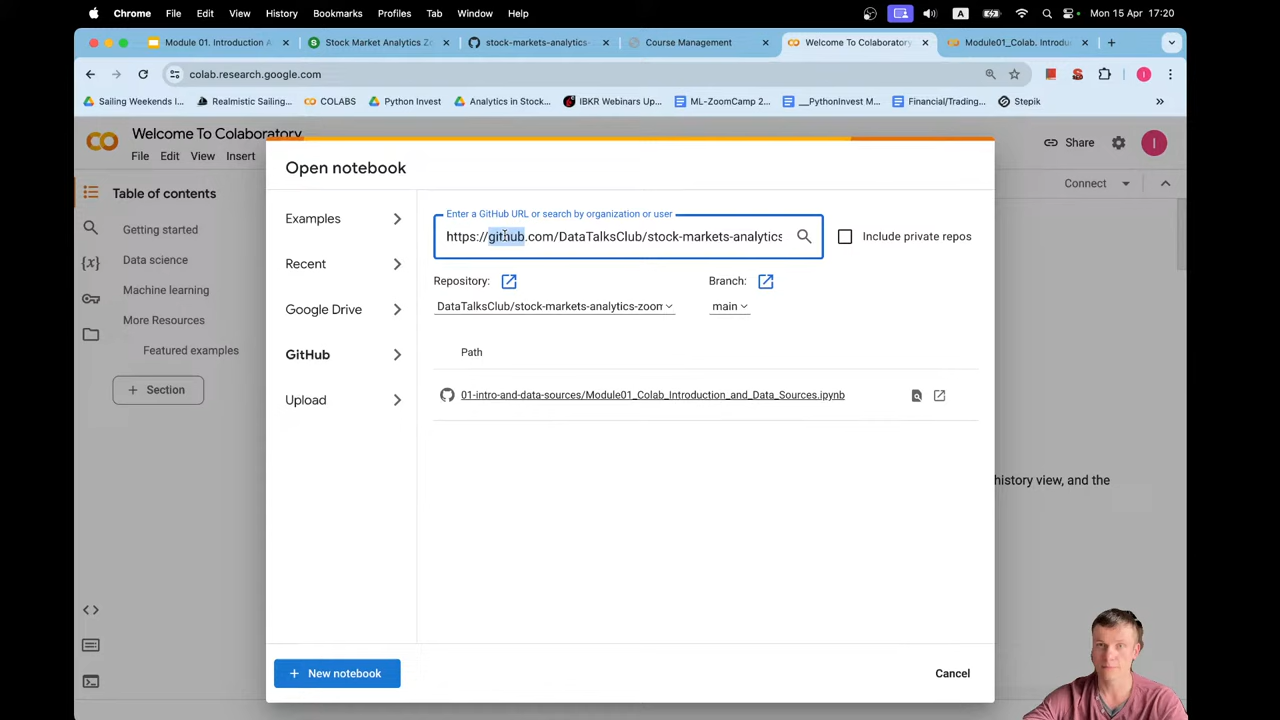 Chrome File Edit View History Bookmarks Profiles Tab Window Help A Mon 15 Apr 17:20
Module 01. Introduction A Stock Market Analytics Zo stock-markets-analytics- Course Management Welcome To Colaboratory Module01_Colab. Introduc
colab.research.google.com I
Sailing Weekends I... Realmistic Sailing... COLABS Python Invest Analytics in Stock... IBKR Webinars Up... ML-ZoomCamp 2... __PythonInvest M... Financial/Trading... Stepik »
Welcome To Colaboratory
File Edit View Insert
Share I
Table of contents
Connect
Getting started
Data science
Machine learning
More Resources
Featured examples
+ Section
Open notebook
Examples
Recent
Google Drive
GitHub
Upload
Enter a GitHub URL or search by organization or user
https://github.com/DataTalksClub/stock-markets-analytics
Include private repos
Repository: Branch:
DataTalksClub/stock-markets-analytics-zoom main
Path
01-intro-and-data-sources/Module01_Colab_Introduction_and_Data_Sources.ipynb
history view, and the
+ New notebook
Cancel